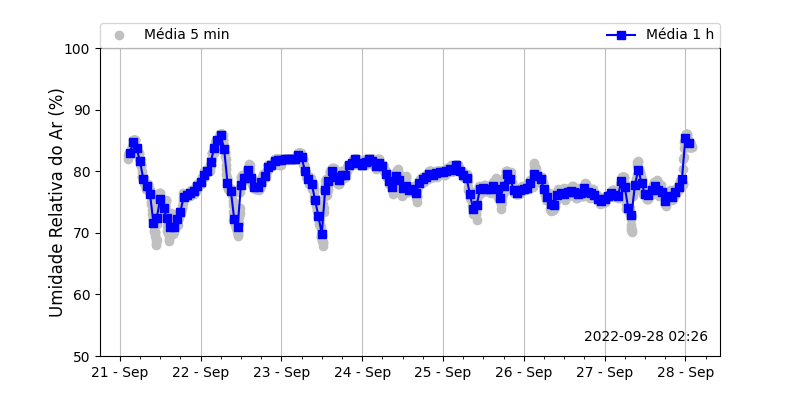 Média 5 min
Média 1 h
Umidade Relativa do Ar (%)
100
90
80
70
60
50
2022-09-28 02:26
21 - Sep
22 - Sep
23 - Sep
24 - Sep
25 - Sep
26 - Sep
27 - Sep
28 - Sep